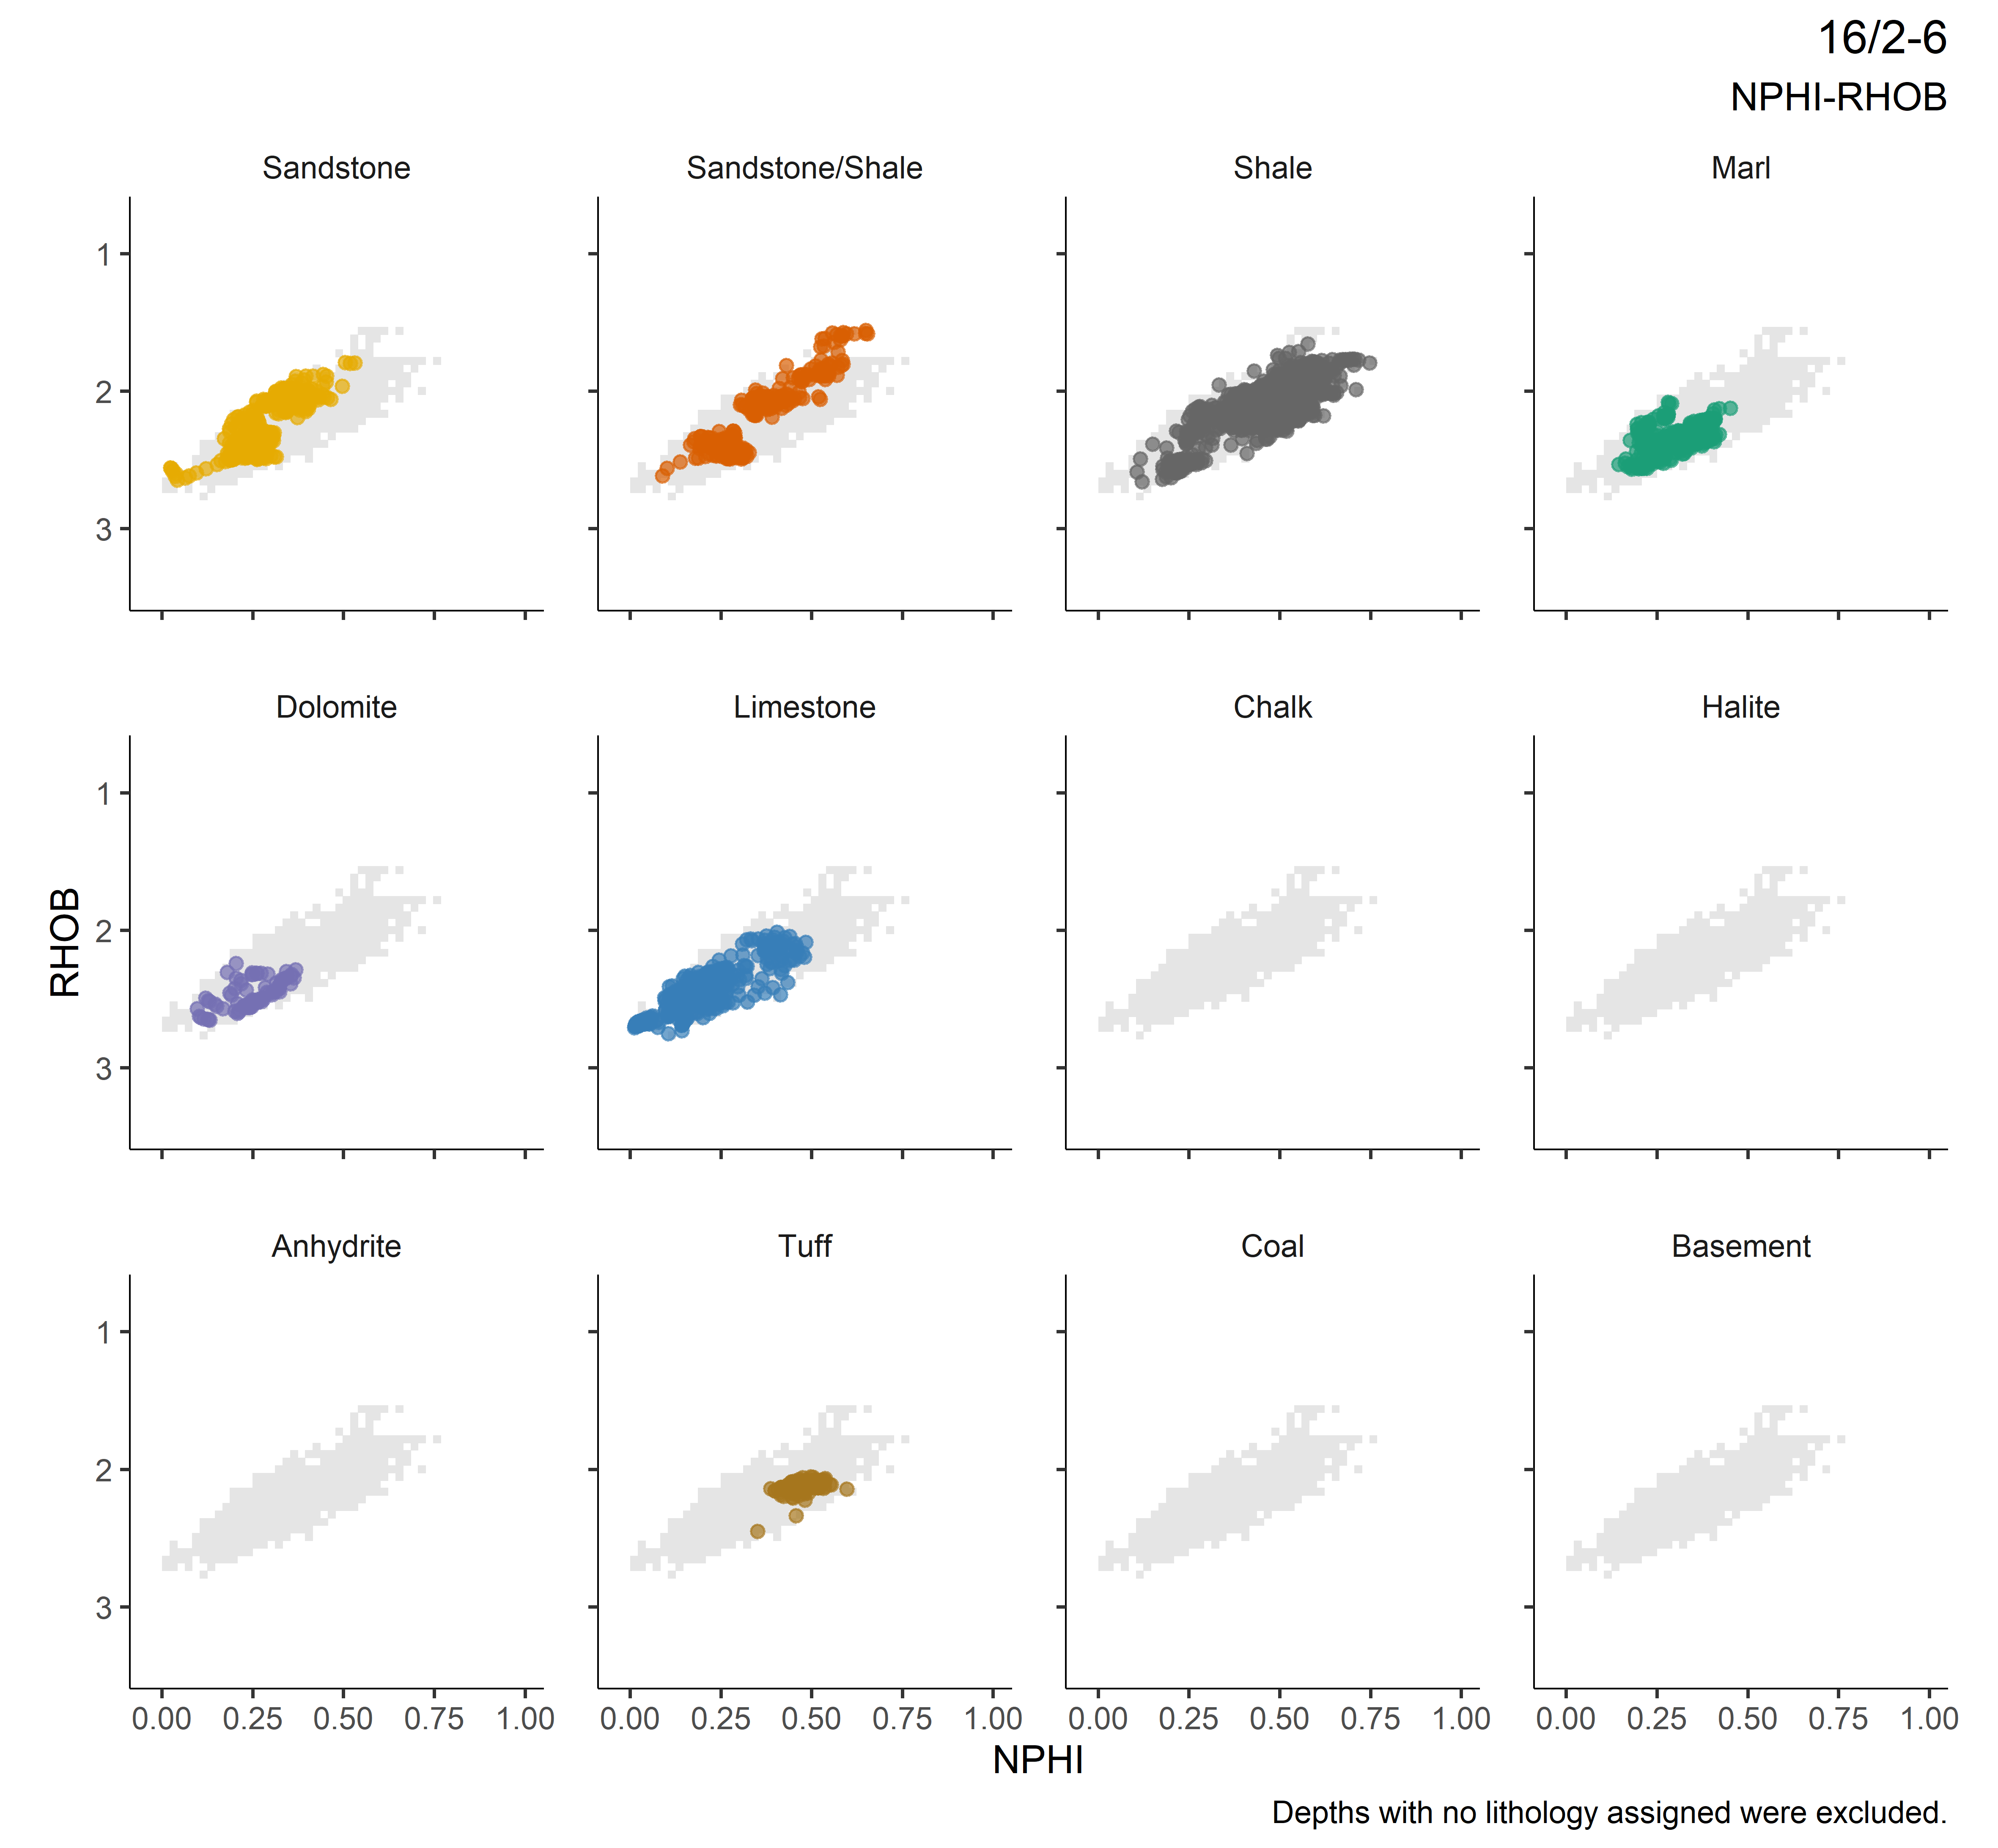 16/2-6
NPHI-RHOB
Sandstone
Sandstone/Shale
Shale
Marl
1
2
3
Dolomite
Limestone
Chalk
Halite
1
2
3
RHOB
Anhydrite
Tuff
Coal
Basement
1
2
3
0.00 0.25 0.50 0.75 1.00
0.00 0.25 0.50 0.75 1.00
0.00 0.25 0.50 0.75 1.00
0.00 0.25 0.50 0.75 1.00
NPHI
Depths with no lithology assigned were excluded.